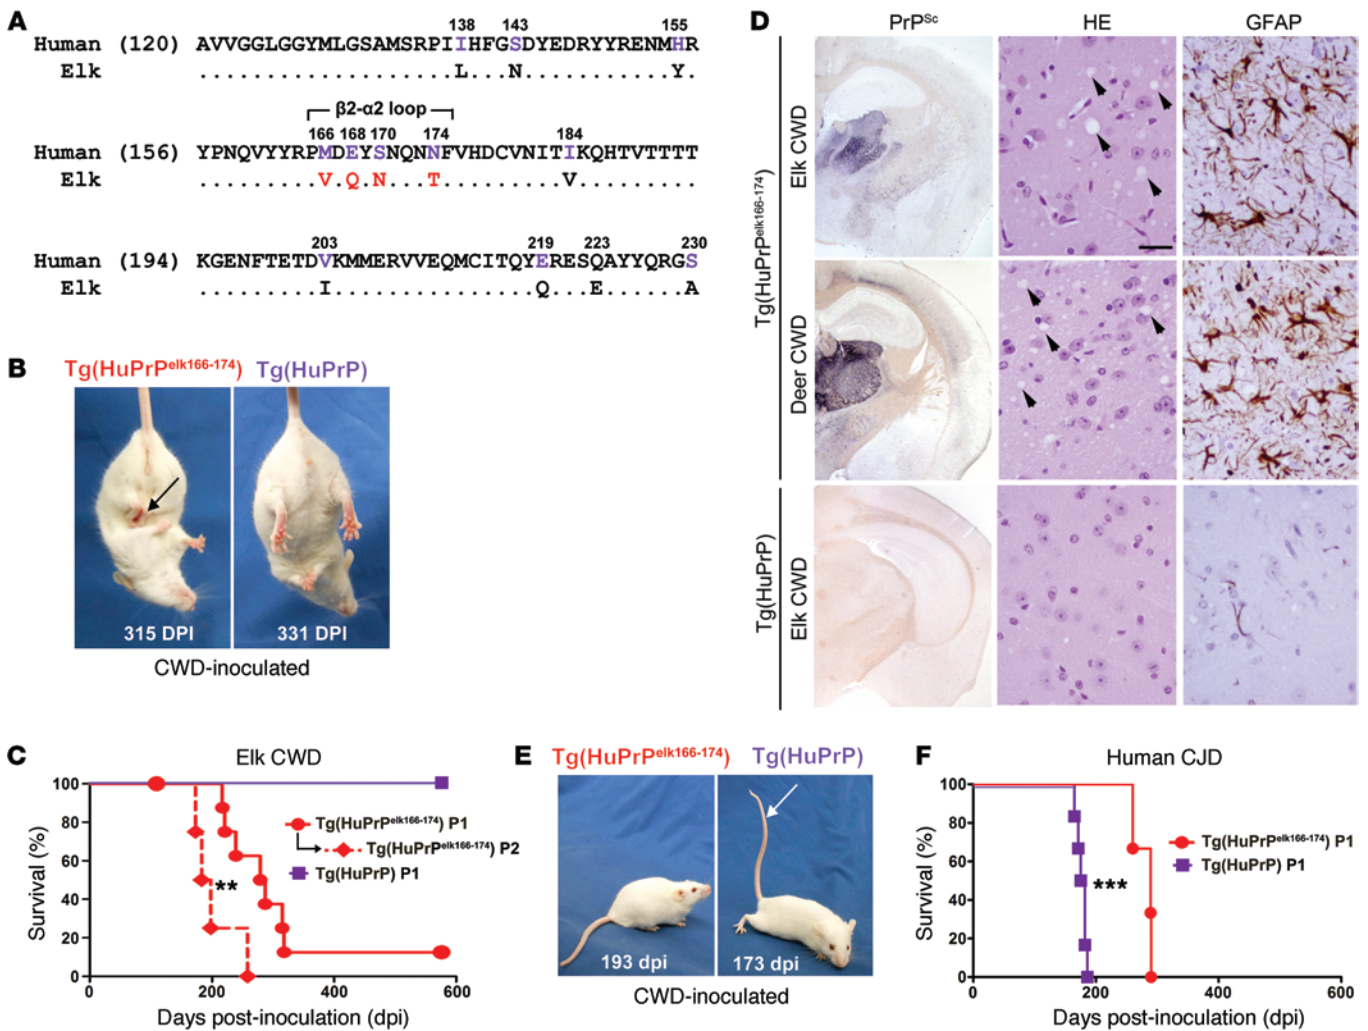 A
138 143 155
Human (120) AVVGGLGGYMLGSAMSRPIIHFGSDYEDRYYRENMHR
Elk ...................L...N...........Y.
β2-α2 loop
166 168 170 174 184
Human (156) YPNQVYYRPMDEYSNQNNFVHDCVNITIKQHTVTTTT
Elk .........V.Q.N...T.........V.........
203 219 223 230
Human (194) KGENFTETDVKMMERVVEQMCITQYERESQAYYQRGS
Elk .........I...............Q...E......A
B
Tg(HuPrPelk166-174) Tg(HuPrP)
315 DPI 331 DPI
CWD-inoculated
C
Elk CWD
Survival (%)
100
80
60
40
20
0
0 200 400 600
Days post-inoculation (dpi)
Tg(HuPrPelk166-174) P1
Tg(HuPrPelk166-174) P2
Tg(HuPrP) P1
**
D
PrPSc HE GFAP
Tg(HuPrPelk166-174)
Elk CWD
Deer CWD
Tg(HuPrP)
Elk CWD
E
Tg(HuPrPelk166-174) Tg(HuPrP)
193 dpi 173 dpi
CWD-inoculated
F
Human CJD
Survival (%)
100
80
60
40
20
0
0 200 400 600
Days post-inoculation (dpi)
Tg(HuPrPelk166-174) P1
Tg(HuPrP) P1
***